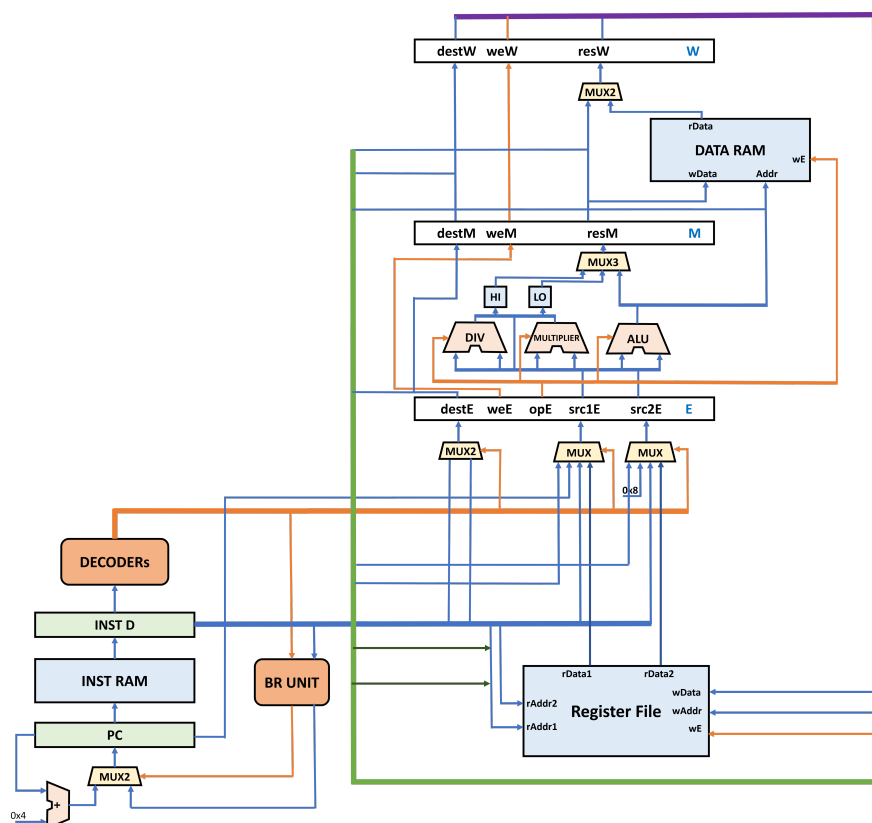 destW weW resW W
MUX2
rData
DATA RAM
wE
wData Addr
destM weM resM M
MUX3
HI LO
DIV MULTIPLIER ALU
destE weE opE src1E src2E E
MUX2 MUX MUX
0x8
DECODERs
INST D
INST RAM
BR UNIT
rData1 rData2
wData
rAddr2
Register File
wAddr
rAddr1
wE
PC
MUX2
+
0x4